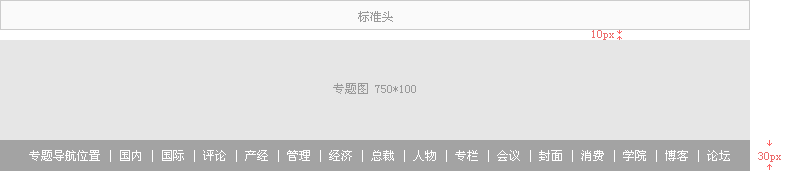 标准头
10px
专题图 750*100
专题导航位置 | 国内 | 国际 | 评论 | 产经 | 管理 | 经济 | 总裁 | 人物 | 专栏 | 会议 | 封面 | 消费 | 学院 | 博客 | 论坛
30px